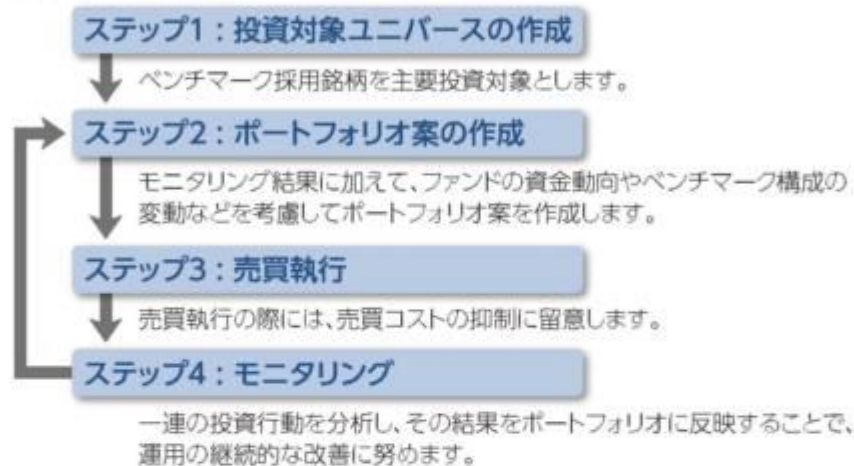 ステップ1：投資対象ユニバースの作成
ベンチマーク採用銘柄を主要投資対象とします。
ステップ2：ポートフォリオ案の作成
モニタリング結果に加えて、ファンドの資金動向やベンチマーク構成の
変動などを考慮してポートフォリオ案を作成します。
ステップ3：売買執行
売買執行の際には、売買コストの抑制に留意します。
ステップ4：モニタリング
一連の投資行動を分析し、その結果をポートフォリオに反映することで、
運用の継続的な改善に努めます。